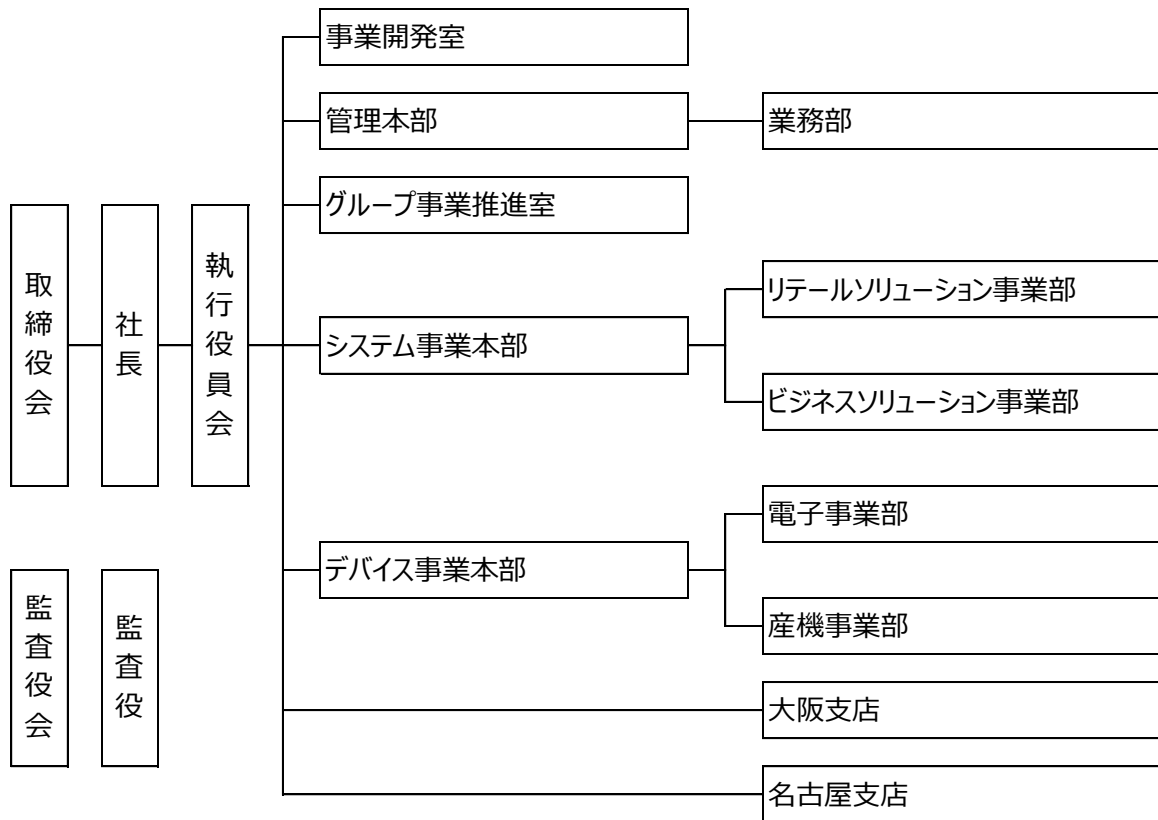 事業開発室
管理本部
業務部
グループ事業推進室
取締役会
社長
執行役員会
システム事業本部
リテールソリューション事業部
ビジネスソリューション事業部
デバイス事業本部
電子事業部
産機事業部
監査役会
監査役
大阪支店
名古屋支店